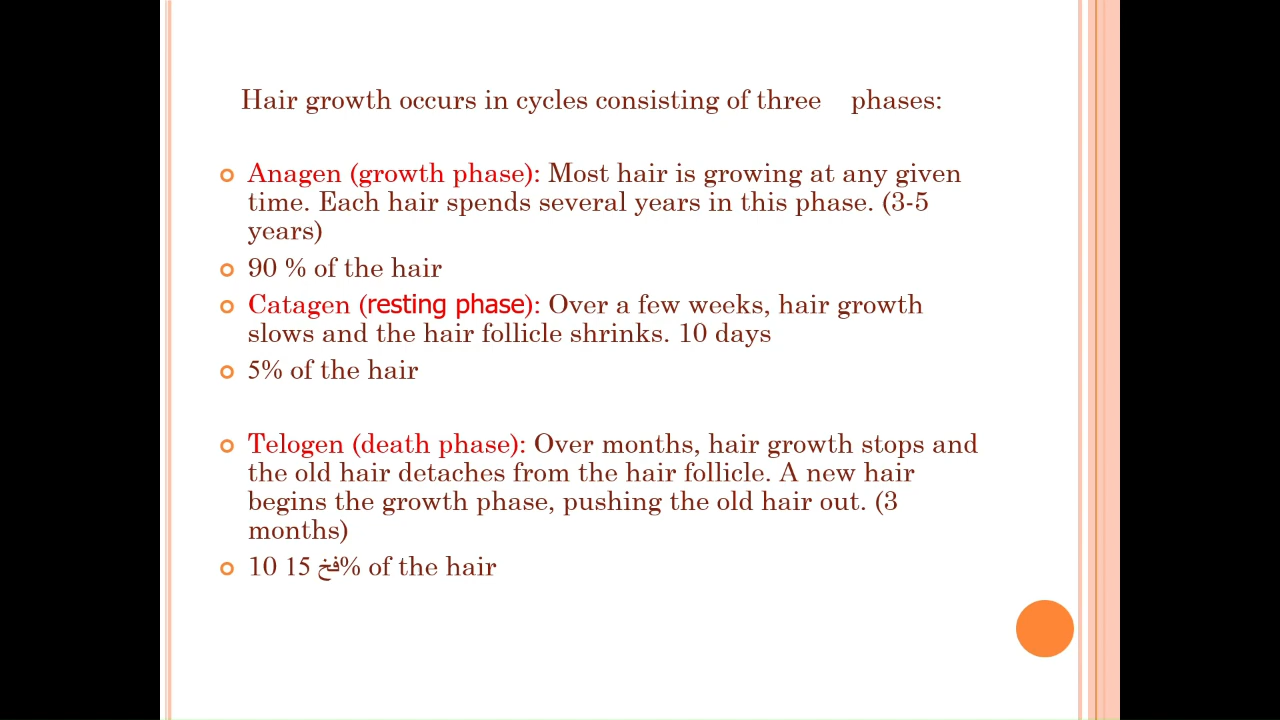 Hair growth occurs in cycles consisting of three phases:
Anagen (growth phase): Most hair is growing at any given
time. Each hair spends several years in this phase. (3-5
years)
90 % of the hair
Catagen (resting phase): Over a few weeks, hair growth
slows and the hair follicle shrinks. 10 days
5% of the hair
Telogen (death phase): Over months, hair growth stops and
the old hair detaches from the hair follicle. A new hair
begins the growth phase, pushing the old hair out. (3
months)
10 فخ 15% of the hair